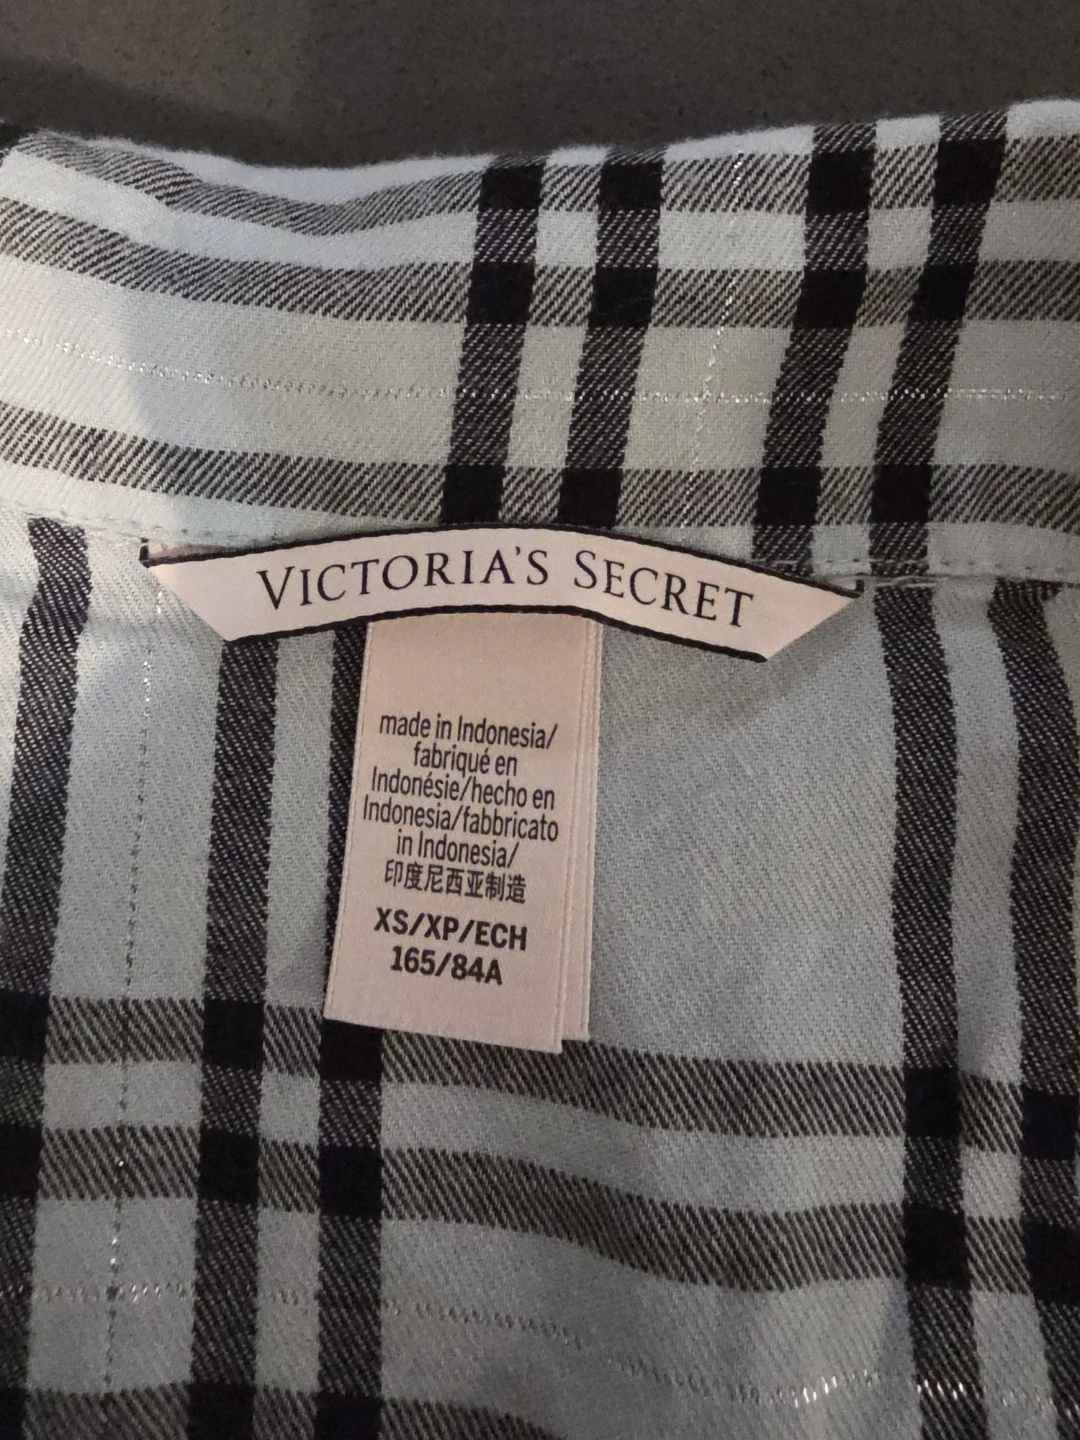 VICTORIA'S SECRET
made in Indonesia/
fabriqué en
Indonésie/hecho en
Indonesia/fabbricato
in Indonesia/
印度尼西亚制造
XS/XP/ECH
165/84A